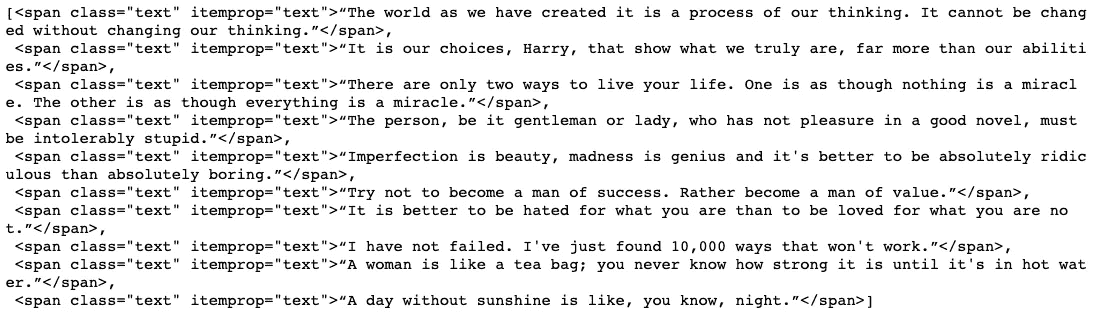 [<span class="text" itemprop="text">“The world as we have created it is a process of our thinking. It cannot be chang
ed without changing our thinking.”</span>,
 <span class="text" itemprop="text">“It is our choices, Harry, that show what we truly are, far more than our abiliti
es.”</span>,
 <span class="text" itemprop="text">“There are only two ways to live your life. One is as though nothing is a miracl
e. The other is as though everything is a miracle.”</span>,
 <span class="text" itemprop="text">“The person, be it gentleman or lady, who has not pleasure in a good novel, must
be intolerably stupid.”</span>,
 <span class="text" itemprop="text">“Imperfection is beauty, madness is genius and it's better to be absolutely ridic
ulous than absolutely boring.”</span>,
 <span class="text" itemprop="text">“Try not to become a man of success. Rather become a man of value.”</span>,
 <span class="text" itemprop="text">“It is better to be hated for what you are than to be loved for what you are no
t.”</span>,
 <span class="text" itemprop="text">“I have not failed. I've just found 10,000 ways that won't work.”</span>,
 <span class="text" itemprop="text">“A woman is like a tea bag; you never know how strong it is until it's in hot wat
er.”</span>,
 <span class="text" itemprop="text">“A day without sunshine is like, you know, night.”</span>]